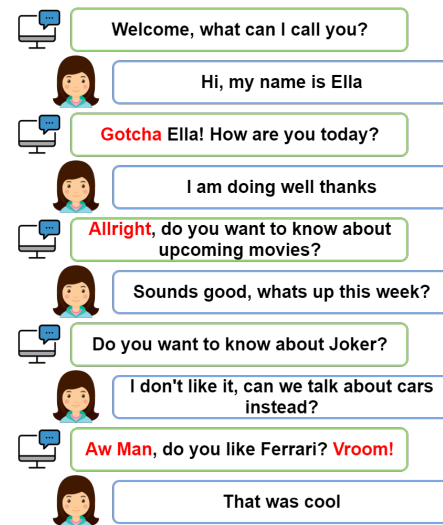 Welcome, what can I call you?
Hi, my name is Ella
Gotcha Ella! How are you today?
I am doing well thanks
Allright, do you want to know about
upcoming movies?
Sounds good, whats up this week?
Do you want to know about Joker?
I don't like it, can we talk about cars
instead?
Aw Man, do you like Ferrari? Vroom!
That was cool